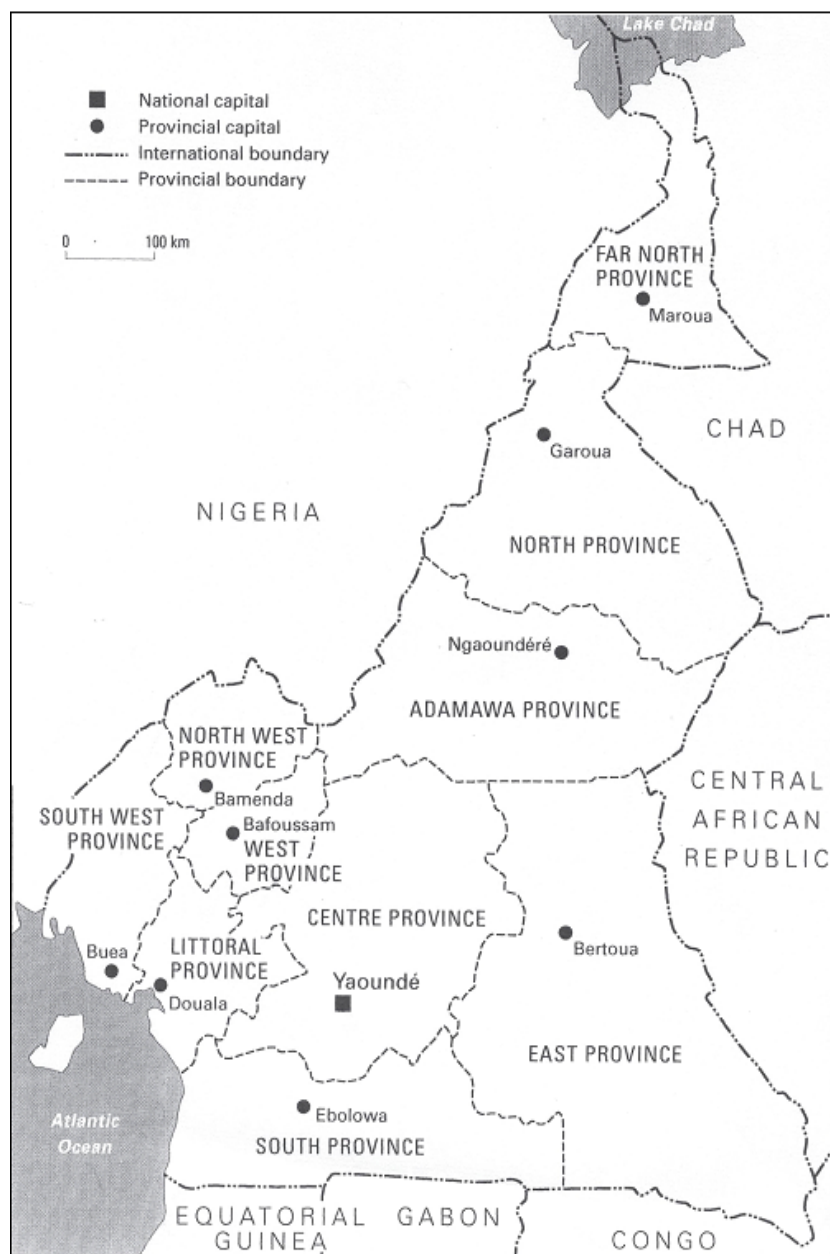 Lake Chad
National capital
Provincial capital
International boundary
Provincial boundary
0 100 km
FAR NORTH
PROVINCE
Maroua
CHAD
Garoua
NIGERIA
NORTH PROVINCE
Ngaoundéré
ADAMAWA PROVINCE
NORTH WEST
PROVINCE
CENTRAL
AFRICAN
REPUBLIC
Bamenda
SOUTH WEST
PROVINCE
Bafoussam
WEST
PROVINCE
CENTRE PROVINCE
Buea
LITTORAL
PROVINCE
Bertoua
Yaoundé
Douala
EAST PROVINCE
Atlantic
Ocean
Ebolowa
SOUTH PROVINCE
EQUATORIAL
GUINEA
GABON
CONGO